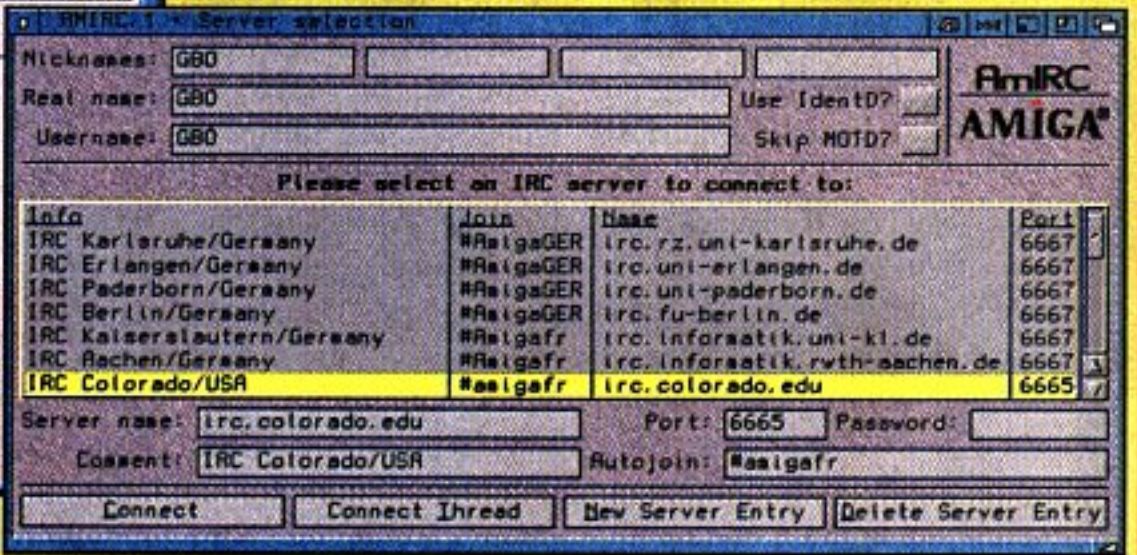 AMIRC.1 > Server selection
Nicknames: GBO
Real name: GBO Use IdentD?
Username: GBO Skip MOTD?
AmIRC
AMIGA
Please select an IRC server to connect to:
Info Join Name Port
IRC Karlsruhe/Germany #AmigaGER irc.rz.uni-karlsruhe.de 6667
IRC Erlangen/Germany #AmigaGER irc.uni-erlangen.de 6667
IRC Paderborn/Germany #AmigaGER irc.uni-paderborn.de 6667
IRC Berlin/Germany #AmigaGER irc.fu-berlin.de 6667
IRC Kaiserslautern/Germany #Amigafr irc.informatik.uni-kl.de 6667
IRC Aachen/Germany #Amigafr irc.informatik.rwth-aachen.de 6667
IRC Colorado/USA #amigafr irc.colorado.edu 6665
Server name: irc.colorado.edu Port: 6665 Password:
Comment: IRC Colorado/USA Autojoin: #amigafr
Connect Connect Thread New Server Entry Delete Server Entry